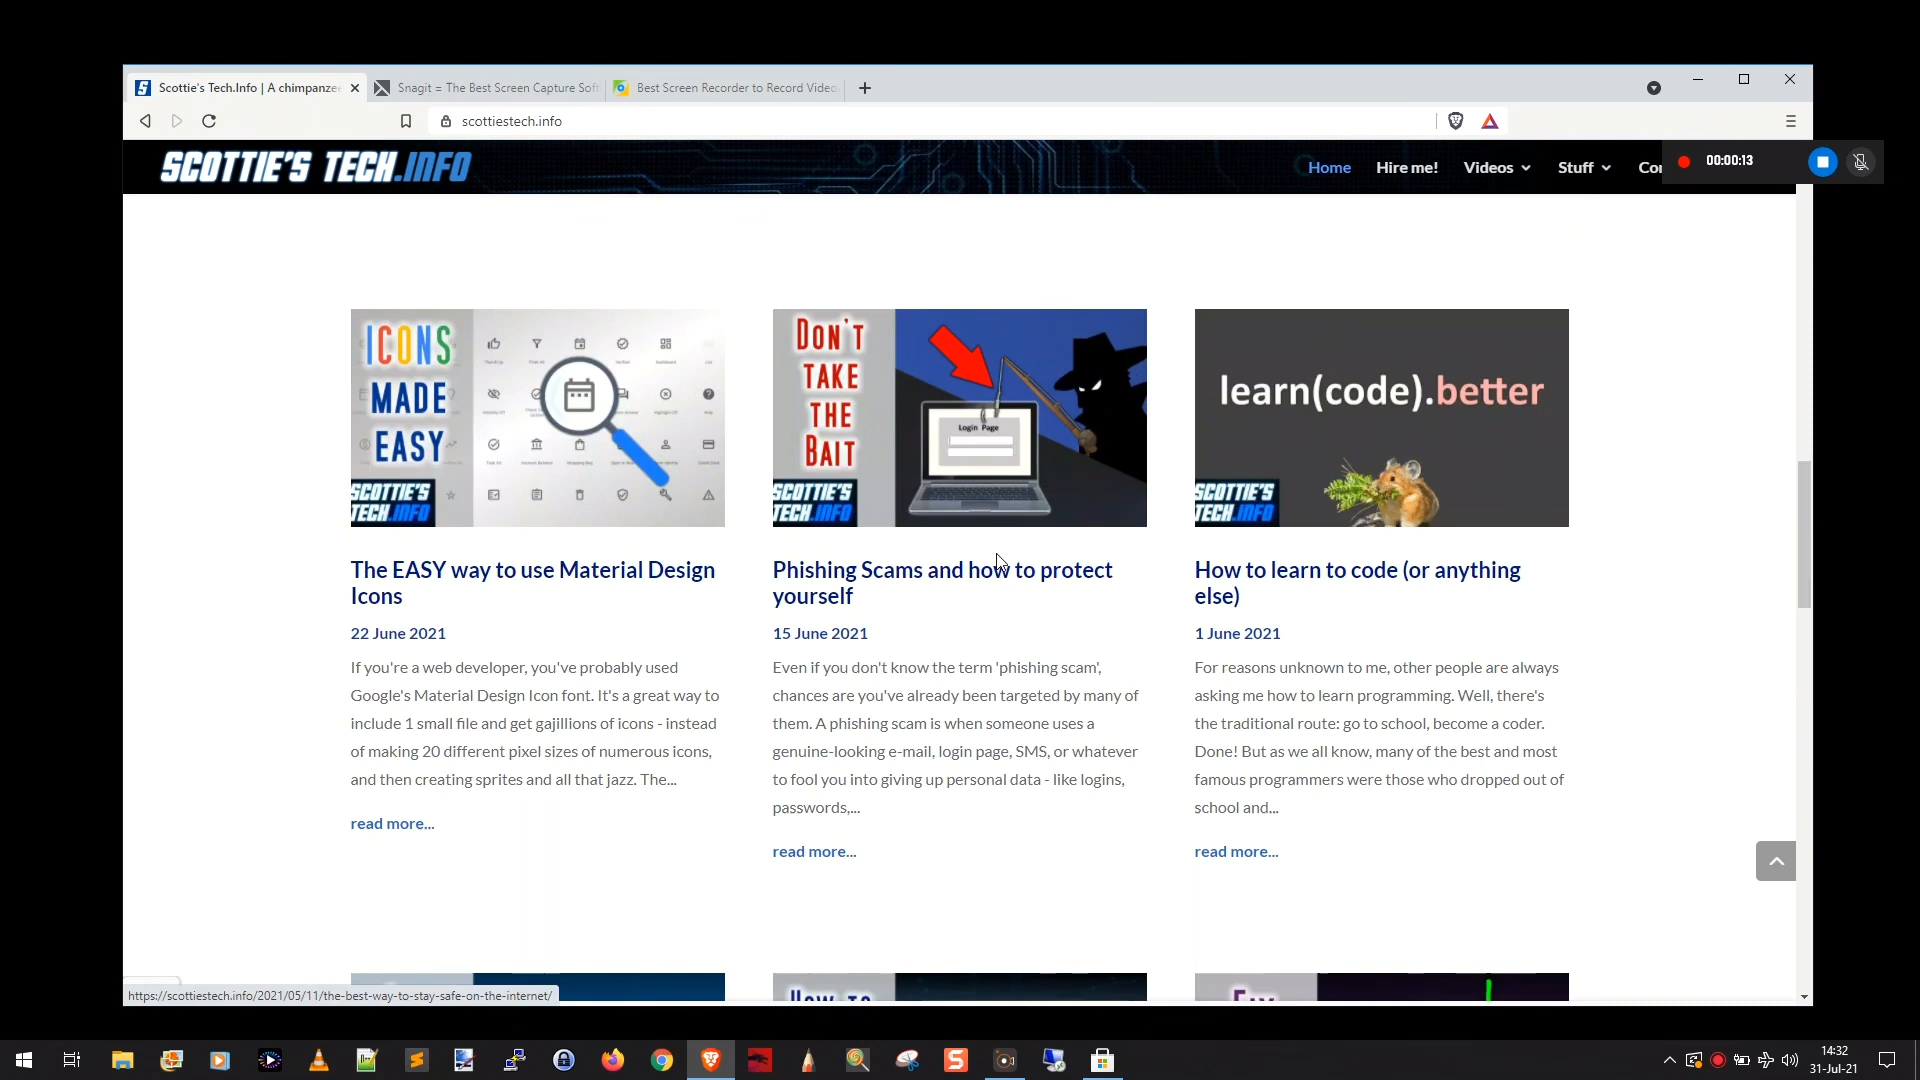 Scottie's Tech.Info | A chimpanzee
Snagit = The Best Screen Capture Soft
Best Screen Recorder to Record Video
scottiestech.info
SCOTTIE'S TECH.INFO
Home
Hire me!
Videos
Stuff
Con
00:00:13
ICONS
MADE
EASY
SCOTTIE'S
TECH.INFO
DON'T
TAKE
THE
BAIT
Login Page
SCOTTIE'S
TECH.INFO
learn(code).better
SCOTTIE'S
TECH.INFO
The EASY way to use Material Design
Icons
22 June 2021
If you're a web developer, you've probably used
Google's Material Design Icon font. It's a great way to
include 1 small file and get gajillions of icons - instead
of making 20 different pixel sizes of numerous icons,
and then creating sprites and all that jazz. The...
read more...
Phishing Scams and how to protect
yourself
15 June 2021
Even if you don't know the term 'phishing scam',
chances are you've already been targeted by many of
them. A phishing scam is when someone uses a
genuine-looking e-mail, login page, SMS, or whatever
to fool you into giving up personal data - like logins,
passwords,...
read more...
How to learn to code (or anything
else)
1 June 2021
For reasons unknown to me, other people are always
asking me how to learn programming. Well, there's
the traditional route: go to school, become a coder.
Done! But as we all know, many of the best and most
famous programmers were those who dropped out of
school and...
read more...
How to
https://scottiestech.info/2021/05/11/the-best-way-to-stay-safe-on-the-internet/
14:32
31-Jul-21